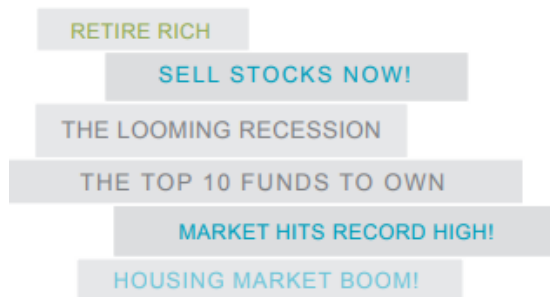 RETIRE RICH
SELL STOCKS NOW!
THE LOOMING RECESSION
THE TOP 10 FUNDS TO OWN
MARKET HITS RECORD HIGH!
HOUSING MARKET BOOM!